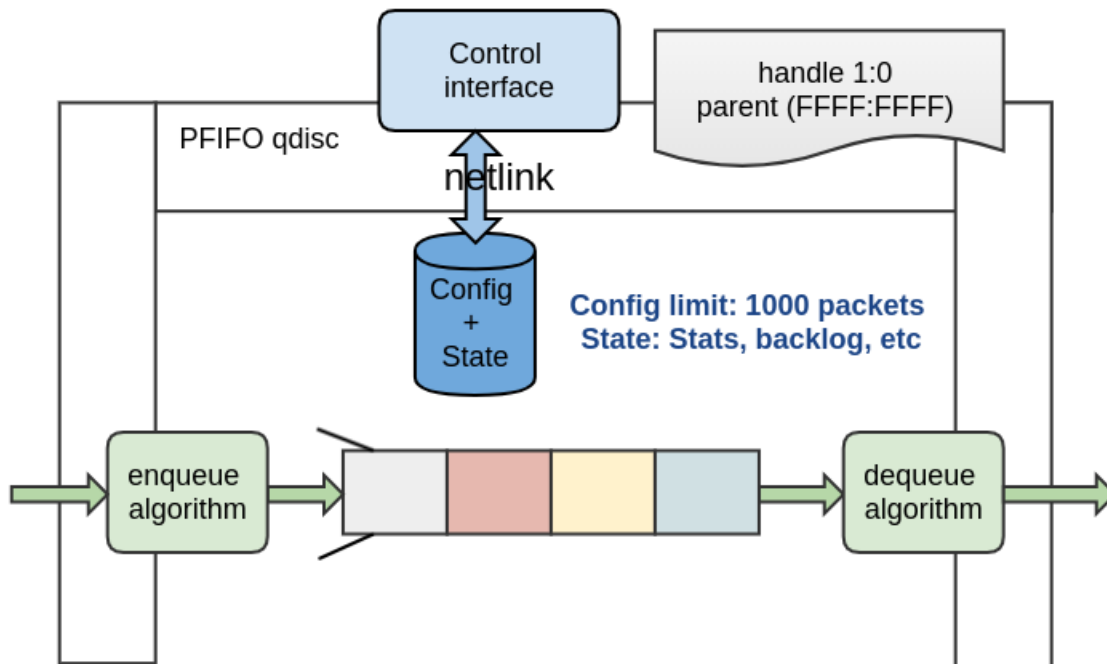 Control
interface
handle 1:0
parent (FFFF:FFFF)
PFIFO qdisc
netlink
Config
+
State
Config limit: 1000 packets
State: Stats, backlog, etc
enqueue
algorithm
dequeue
algorithm